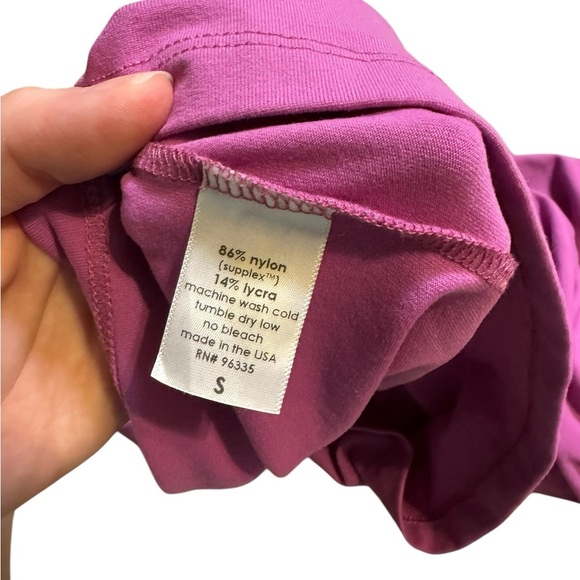 86% nylon
(supplex™)
14% lycra
machine wash cold
tumble dry low
no bleach
made in the USA
RN# 96335
S